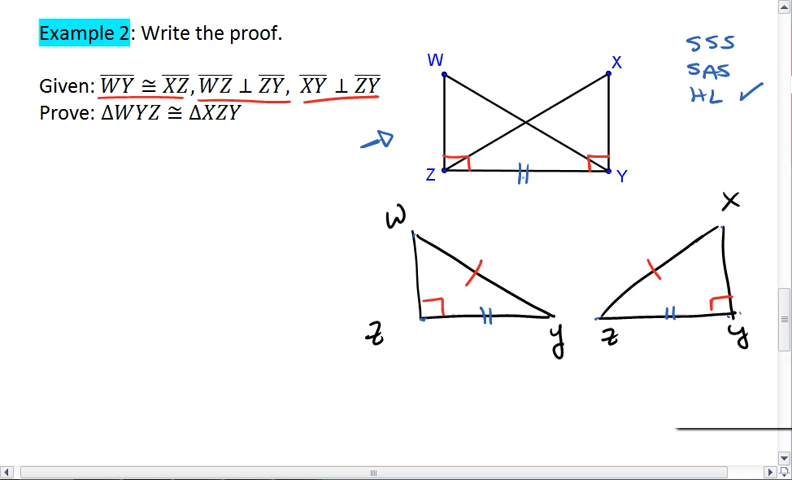 Example 2: Write the proof.
Given: WY ≅ XZ, WZ ⊥ ZY, XY ⊥ ZY
Prove: ΔWYZ ≅ ΔXZY
W X
Z Y
SSS
SAS
HL ✓
W X
Z Y Z Y